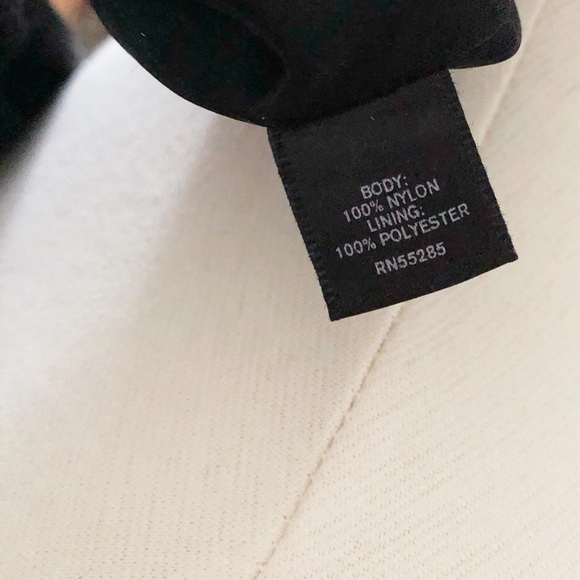 BODY:
100% NYLON
LINING:
100% POLYESTER
RN55285